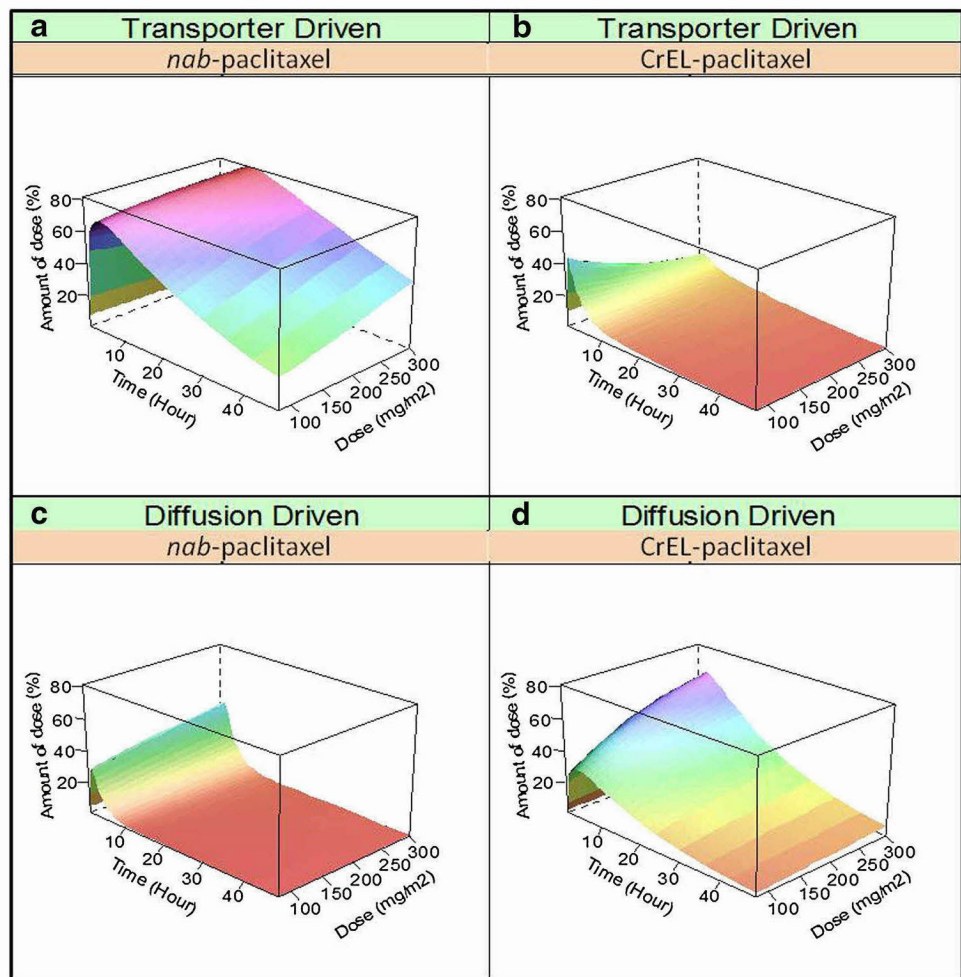 a Transporter Driven
nab-paclitaxel
80
60
40
20
Amount of dose (%)
10
20
30
40
Time (Hour)
100
150
200
250
300
Dose (mg/m2)
b Transporter Driven
CrEL-paclitaxel
80
60
40
20
Amount of dose (%)
10
20
30
40
Time (Hour)
100
150
200
250
300
Dose (mg/m2)
c Diffusion Driven
nab-paclitaxel
80
60
40
20
Amount of dose (%)
10
20
30
40
Time (Hour)
100
150
200
250
300
Dose (mg/m2)
d Diffusion Driven
CrEL-paclitaxel
80
60
40
20
Amount of dose (%)
10
20
30
40
Time (Hour)
100
150
200
250
300
Dose (mg/m2)